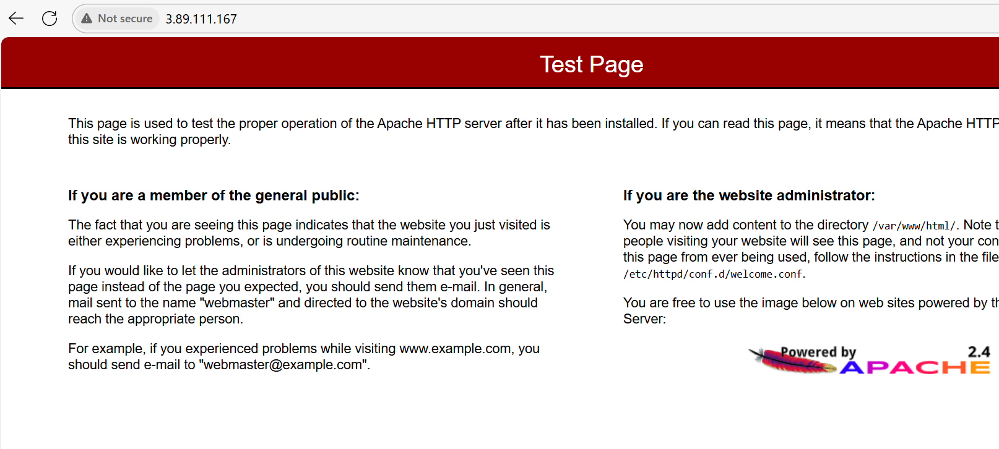 Not secure 3.89.111.167
Test Page
This page is used to test the proper operation of the Apache HTTP server after it has been installed. If you can read this page, it means that the Apache HTTP
this site is working properly.
If you are a member of the general public:
The fact that you are seeing this page indicates that the website you just visited is
either experiencing problems, or is undergoing routine maintenance.
If you would like to let the administrators of this website know that you've seen this
page instead of the page you expected, you should send them e-mail. In general,
mail sent to the name "webmaster" and directed to the website's domain should
reach the appropriate person.
For example, if you experienced problems while visiting www.example.com, you
should send e-mail to "webmaster@example.com".
If you are the website administrator:
You may now add content to the directory /var/www/html/. Note
people visiting your website will see this page, and not your
this page from ever being used, follow the instructions in the file
/etc/httpd/conf.d/welcome.conf.
You are free to use the image below on web sites powered by
Server:
Powered by 2.4
APACHE